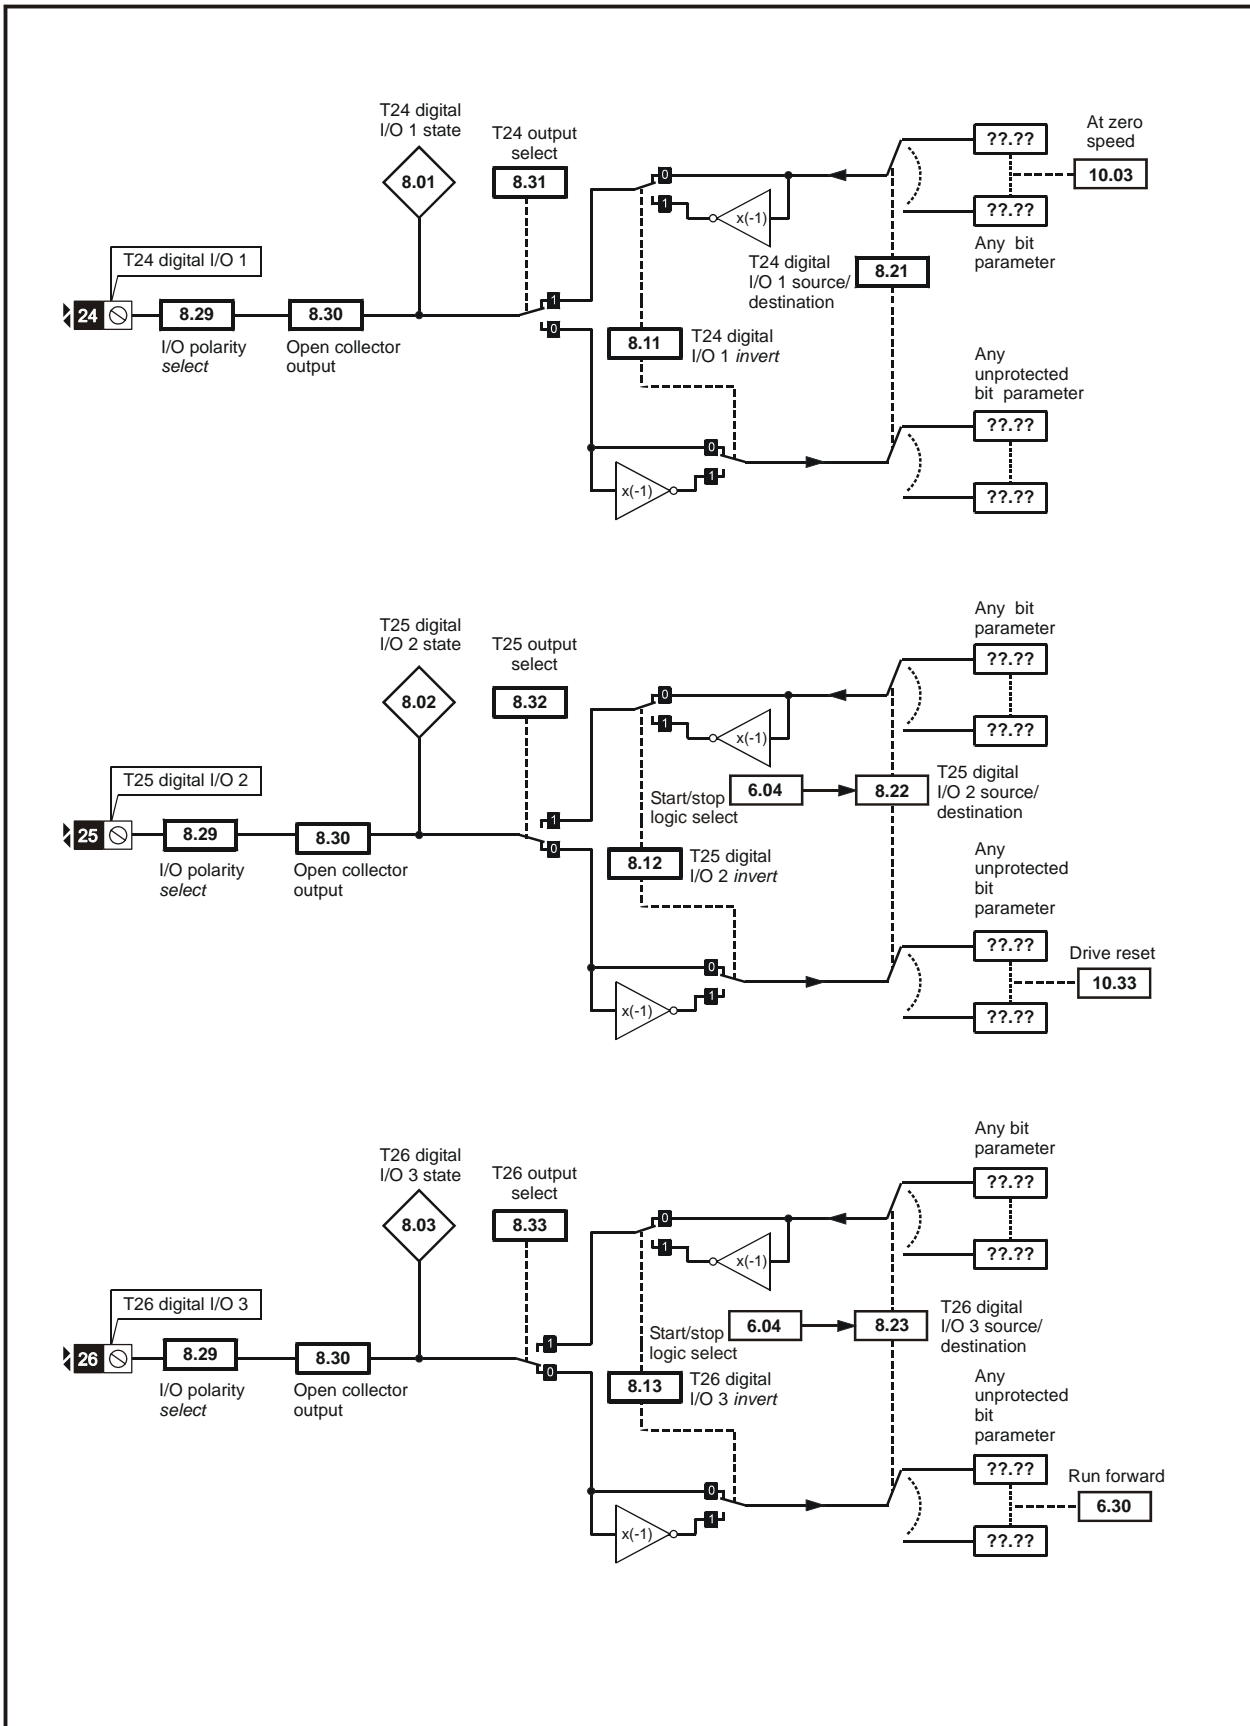 T24 digital
I/O 1 state
T24 output
select
8.01
8.31
0
1
x(-1)
??.??
??.??
Any bit
parameter
At zero
speed
10.03
T24 digital I/O 1
24
8.29
I/O polarity
select
8.30
Open collector
output
1
0
T24 digital
I/O 1 source/
destination
8.21
8.11
T24 digital
I/O 1 invert
Any
unprotected
bit parameter
??.??
??.??
0
1
x(-1)
T25 digital
I/O 2 state
T25 output
select
8.02
8.32
0
1
x(-1)
Any bit
parameter
??.??
??.??
T25 digital I/O 2
25
8.29
I/O polarity
select
8.30
Open collector
output
1
0
Start/stop
logic select
6.04
8.22
T25 digital
I/O 2 source/
destination
8.12
T25 digital
I/O 2 invert
Any
unprotected
bit
parameter
??.??
??.??
Drive reset
10.33
0
1
x(-1)
T26 digital
I/O 3 state
T26 output
select
8.03
8.33
0
1
x(-1)
Any bit
parameter
??.??
??.??
T26 digital I/O 3
26
8.29
I/O polarity
select
8.30
Open collector
output
1
0
Start/stop
logic select
6.04
8.23
T26 digital
I/O 3 source/
destination
8.13
T26 digital
I/O 3 invert
Any
unprotected
bit
parameter
??.??
??.??
Run forward
6.30
0
1
x(-1)